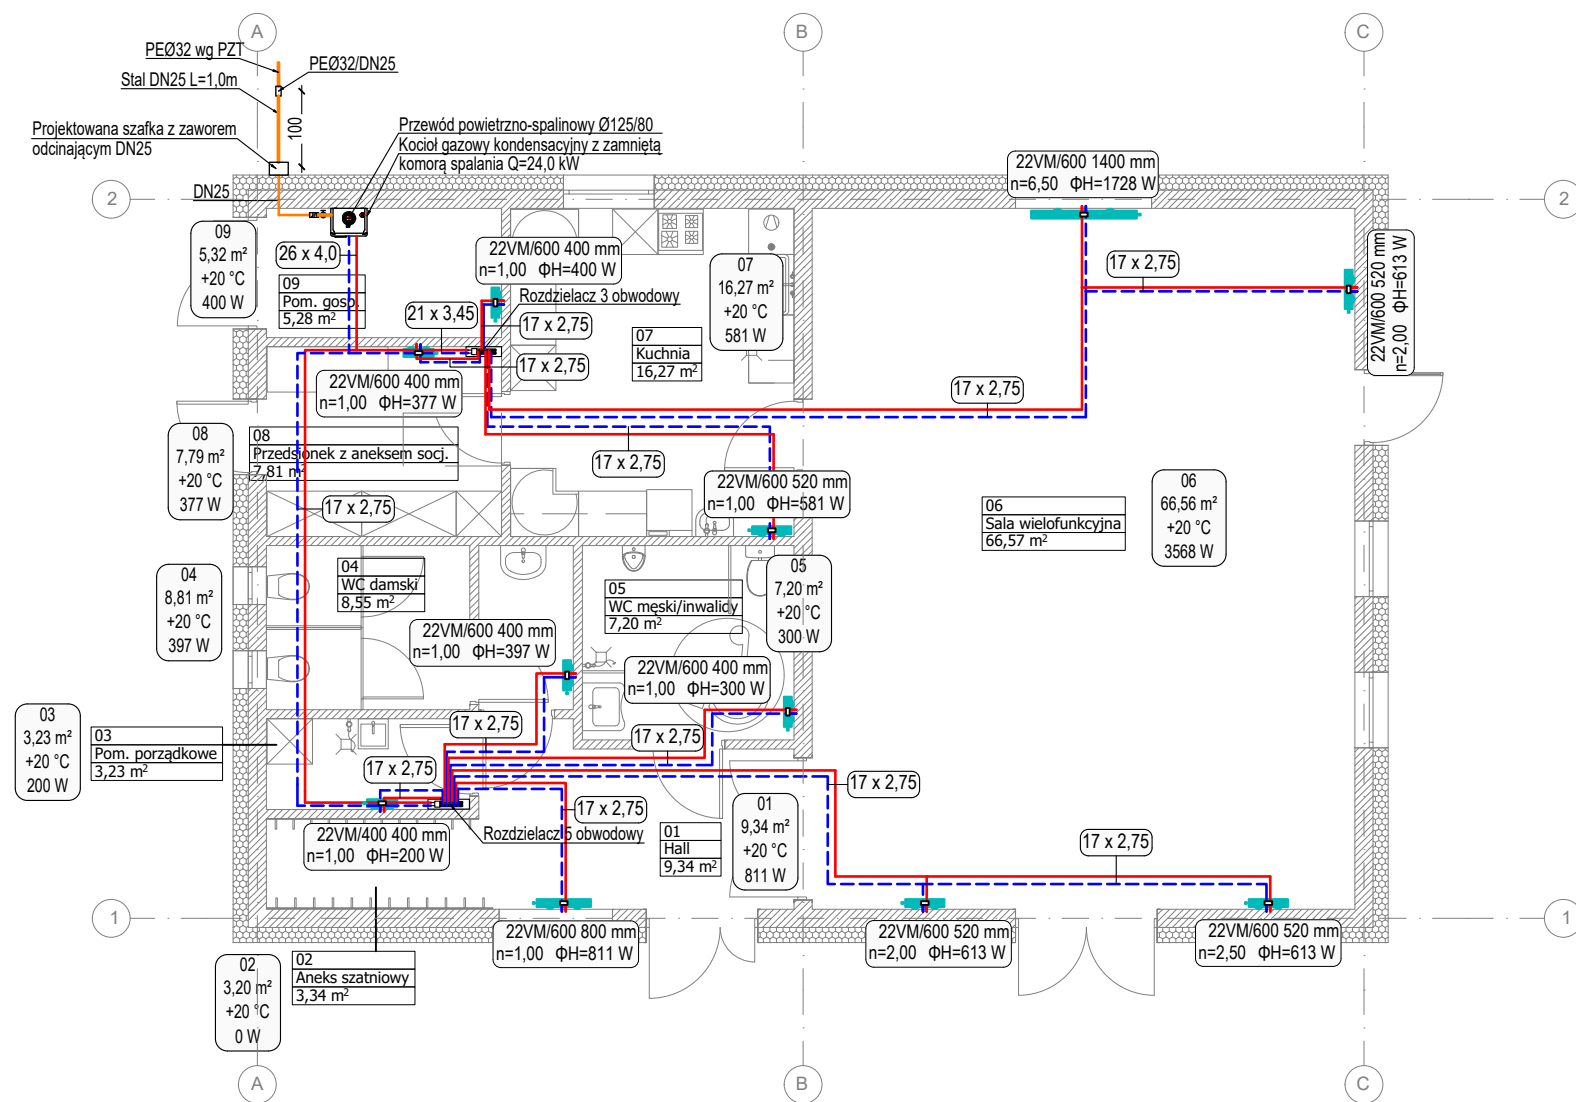 A
B
C
PEØ32 wg PZT
PEØ32/DN25
Stal DN25 L=1,0m
100
Projektowana szafka z zaworem
odcinającym DN25
Przewód powietrzno-spalinowy Ø125/80
Kocioł gazowy kondensacyjny z zamniętą
komorą spalania Q=24,0 kW
DN25
2
2
22VM/600 1400 mm
n=6,50 ΦH=1728 W
09
5,32 m²
+20 °C
400 W
26 x 4,0
09
Pom. gosp.
5,28 m²
22VM/600 400 mm
n=1,00 ΦH=400 W
Rozdzielacz 3 obwodowy
21 x 3,45
17 x 2,75
17 x 2,75
07
16,27 m²
+20 °C
581 W
07
Kuchnia
16,27 m²
17 x 2,75
22VM/600 520 mm
n=2,00 ΦH=613 W
22VM/600 400 mm
n=1,00 ΦH=377 W
17 x 2,75
08
7,79 m²
+20 °C
377 W
08
Przedsionek z aneksem socj.
7,81 m²
17 x 2,75
17 x 2,75
22VM/600 520 mm
n=1,00 ΦH=581 W
06
Sala wielofunkcyjna
66,57 m²
06
66,56 m²
+20 °C
3568 W
04
8,81 m²
+20 °C
397 W
04
WC damski
8,55 m²
05
WC męski/inwalidy
7,20 m²
05
7,20 m²
+20 °C
300 W
22VM/600 400 mm
n=1,00 ΦH=397 W
22VM/600 400 mm
n=1,00 ΦH=300 W
03
3,23 m²
+20 °C
200 W
03
Pom. porządkowe
3,23 m²
17 x 2,75
17 x 2,75
17 x 2,75
17 x 2,75
17 x 2,75
22VM/400 400 mm
n=1,00 ΦH=200 W
Rozdzielacz 5 obwodowy
01
Hall
9,34 m²
01
9,34 m²
+20 °C
811 W
17 x 2,75
1
1
22VM/600 800 mm
n=1,00 ΦH=811 W
22VM/600 520 mm
n=2,00 ΦH=613 W
22VM/600 520 mm
n=2,50 ΦH=613 W
02
3,20 m²
+20 °C
0 W
02
Aneks szatniowy
3,34 m²
A
B
C